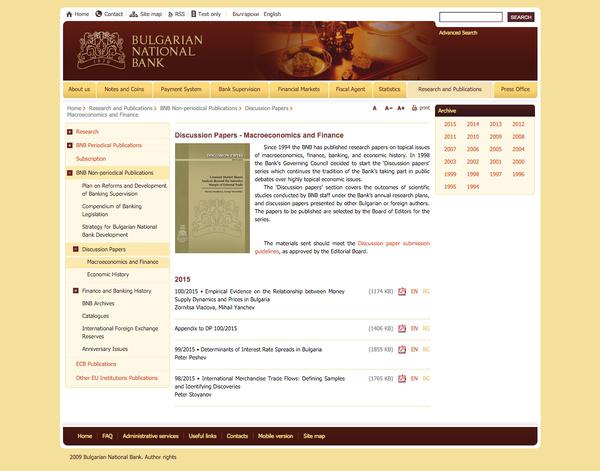 Home Contact Site map RSS Text only Български English
SEARCH
Advanced Search
BULGARIAN
NATIONAL
BANK
About us Notes and Coins Payment System Bank Supervision Financial Markets Fiscal Agent Statistics Research and Publications Press Office
Home > Research and Publications > BNB Non-periodical Publications > Discussion Papers >
Macroeconomics and Finance
A A- A+ print
Archive
2015 2014 2013 2012
2011 2010 2009 2008
2007 2006 2005 2004
2003 2002 2001 2000
1999 1998 1997 1996
1995 1994
Research
BNB Periodical Publications
Subscription
BNB Non-periodical Publications
Plan on Reforms and Development
of Banking Supervision
Compendium of Banking
Legislation
Strategy for Bulgarian National
Bank Development
Discussion Papers
Macroeconomics and Finance
Economic History
Finance and Banking History
BNB Archives
Catalogues
International Foreign Exchange
Reserves
Anniversary Issues
ECB Publications
Other EU Institutions Publications
Discussion Papers - Macroeconomics and Finance
DISCUSSION PAPERS
Since 1994 the BNB has published research papers on topical issues
of macroeconomics, finance, banking, and economic history. In 1998
the Bank's Governing Council decided to start the 'Discussion Papers'
series which continues the tradition of the Bank's taking part in public
debates over highly topical economic issues.
The 'Discussion papers' section covers the outcomes of scientific
studies conducted by BNB staff under the Bank's annual research plans,
and discussion papers presented by other Bulgarian or foreign authors.
The papers to be published are selected by the Board of Editors for the
series.
The materials sent should meet the Discussion paper submission
guidelines, as approved by the Editorial Board.
2015
100/2015 • Empirical Evidence on the Relationship between Money
Supply Dynamics and Prices in Bulgaria
Zornitsa Vladova, Mihail Yanchev
(1174 KB) EN BG
Appendix to DP 100/2015
(1406 KB) EN BG
99/2015 • Determinants of Interest Rate Spreads in Bulgaria
Peter Peshev
(1855 KB) EN BG
98/2015 • International Merchandise Trade Flows: Defining Samples
and Identifying Discoveries
Peter Stoyanov
(1765 KB) EN BG
Home FAQ Administrative services Useful links Contacts Mobile version Site map
2009 Bulgarian National Bank. Author rights